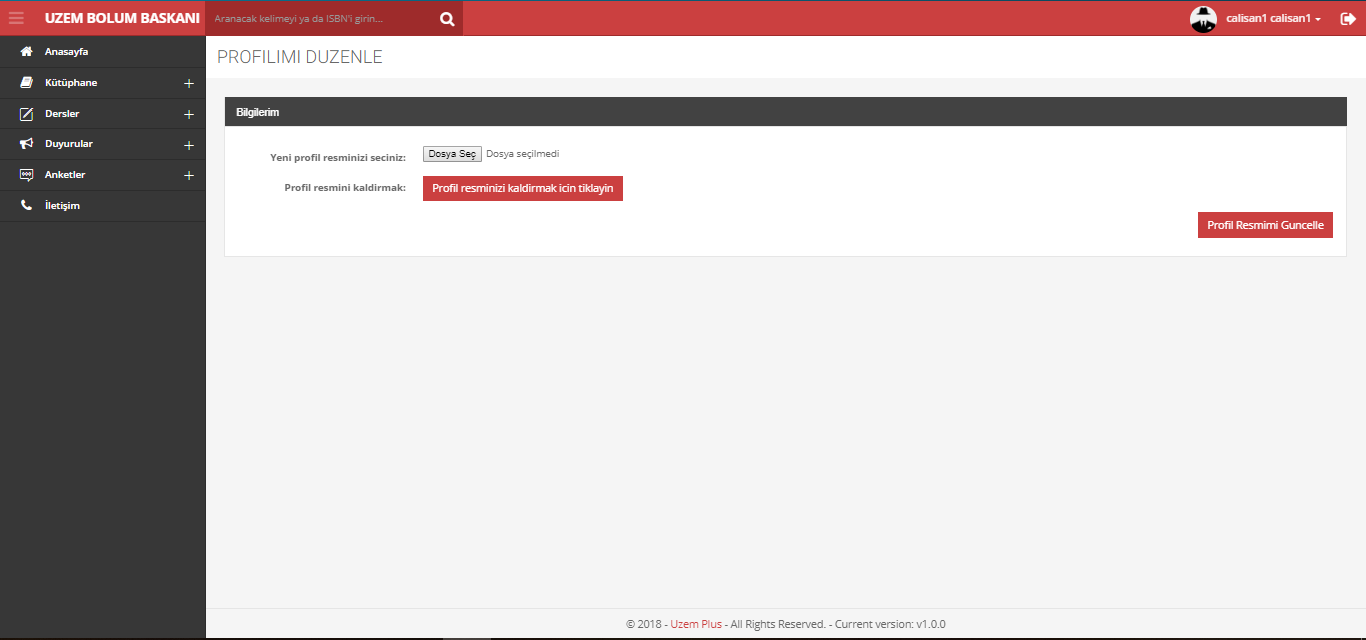 UZEM BOLUM BASKANI
Aranacak kelimeyi ya da ISBN'i girin...
calisan1 calisan1
Anasayfa
Kütüphane
Dersler
Duyurular
Anketler
İletişim
PROFILIMI DUZENLE
Bilgilerim
Yeni profil resminizi seciniz:
Dosya Seç Dosya seçilmedi
Profil resmini kaldirmak:
Profil resminizi kaldirmak icin tiklayin
Profil Resmimi Guncelle
© 2018 - Uzem Plus - All Rights Reserved. - Current version: v1.0.0